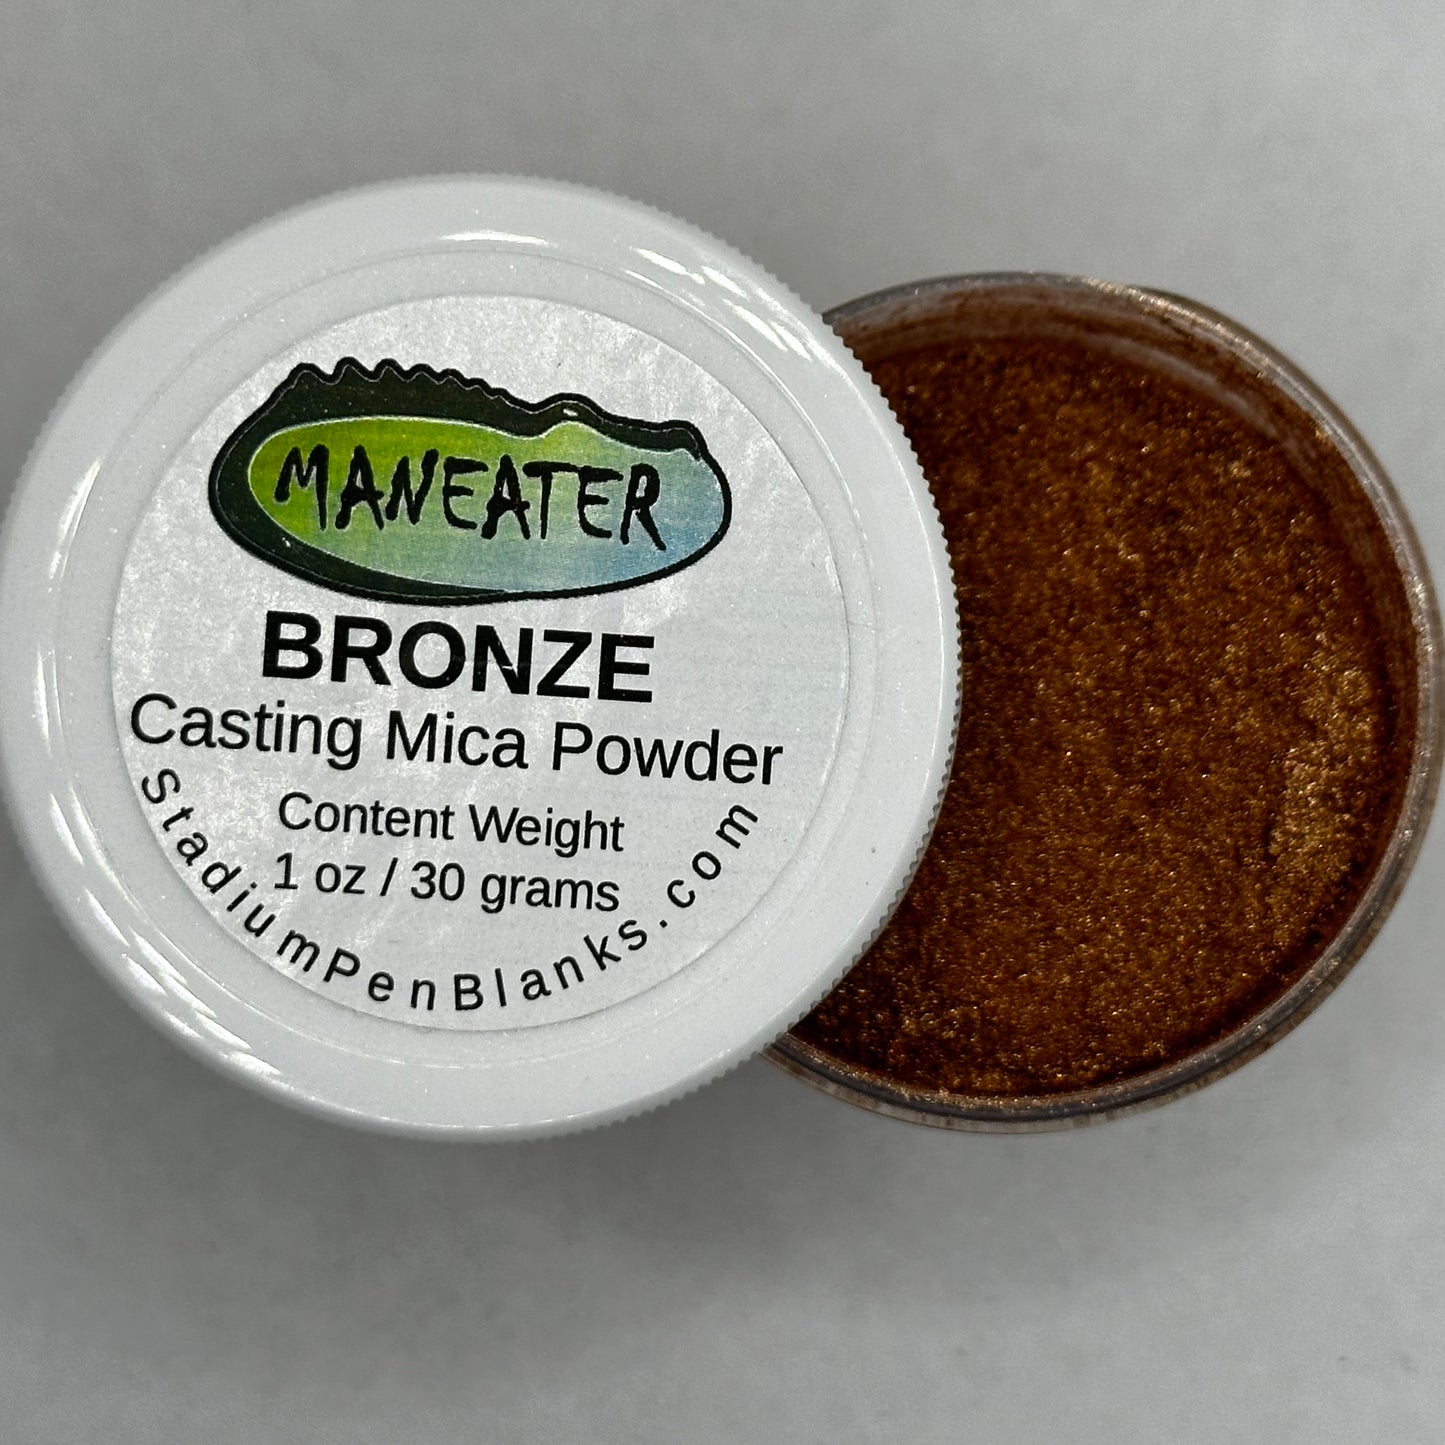 MANEATER
BRONZE
Casting Mica Powder
Content Weight
1 oz / 30 grams
StadiumPenBlanks.com